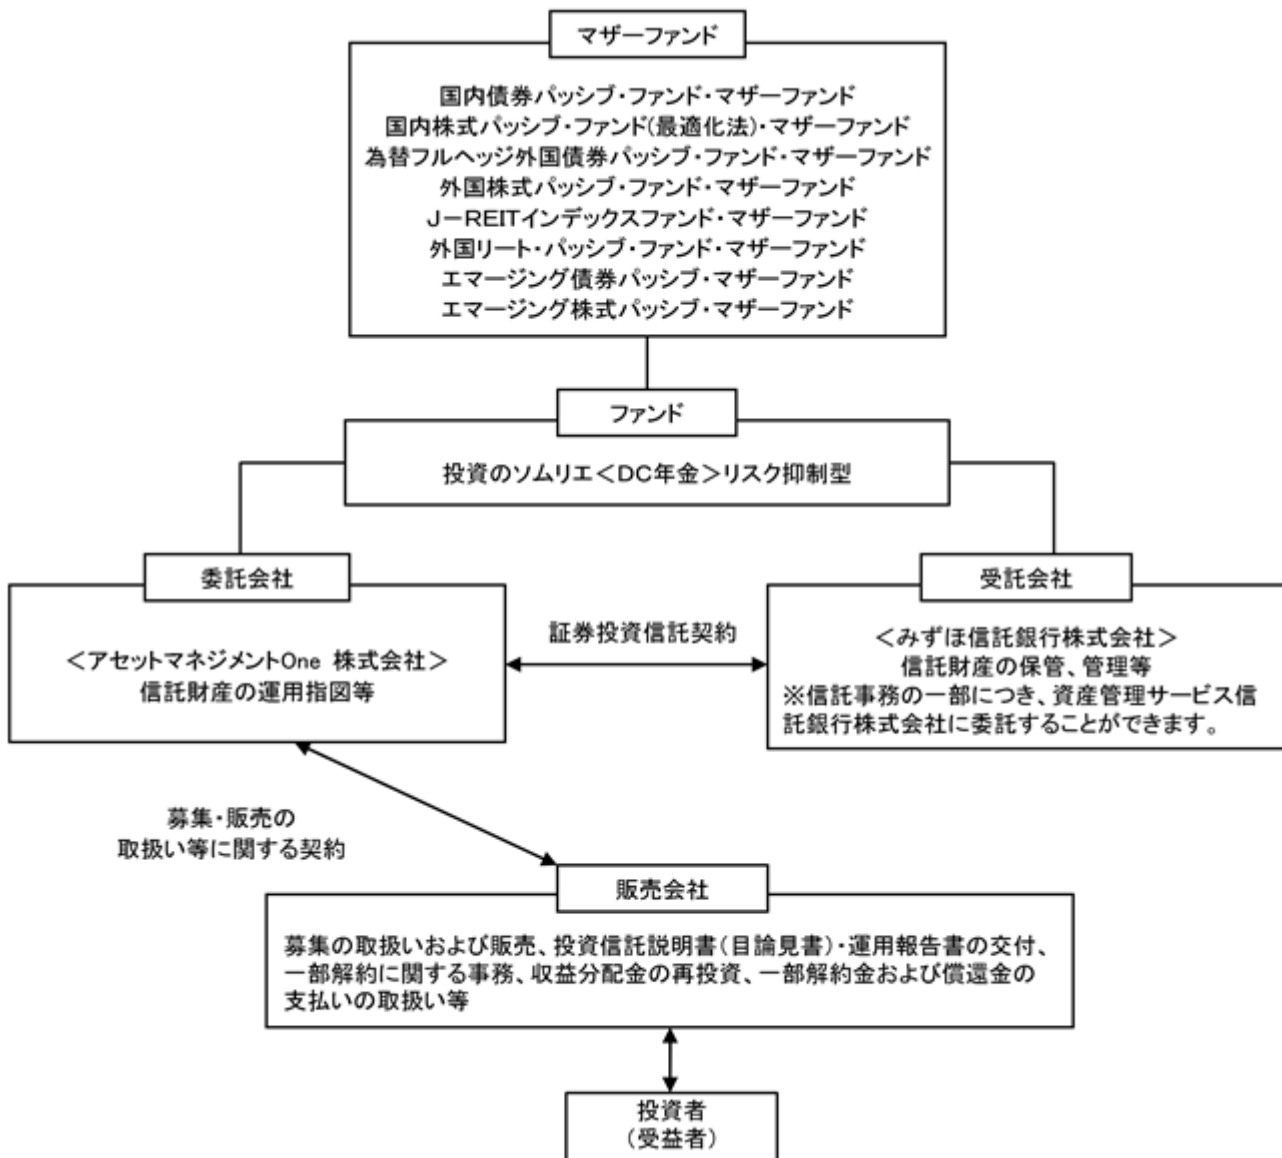 マザーファンド
国内債券パッシブ・ファンド・マザーファンド
国内株式パッシブ・ファンド(最適化法)・マザーファンド
為替フルヘッジ外国債券パッシブ・ファンド・マザーファンド
外国株式パッシブ・ファンド・マザーファンド
J－REITインデックスファンド・マザーファンド
外国リート・パッシブ・ファンド・マザーファンド
エマージング債券パッシブ・マザーファンド
エマージング株式パッシブ・マザーファンド
ファンド
投資のソムリエ＜DC年金＞リスク抑制型
委託会社
＜アセットマネジメントOne 株式会社＞
信託財産の運用指図等
証券投資信託契約
受託会社
＜みずほ信託銀行株式会社＞
信託財産の保管、管理等
※信託事務の一部につき、資産管理サービス信
託銀行株式会社に委託することができます。
募集・販売の
取扱い等に関する契約
販売会社
募集の取扱いおよび販売、投資信託説明書(目論見書)・運用報告書の交付、
一部解約に関する事務、収益分配金の再投資、一部解約金および償還金の
支払いの取扱い等
投資者
(受益者)